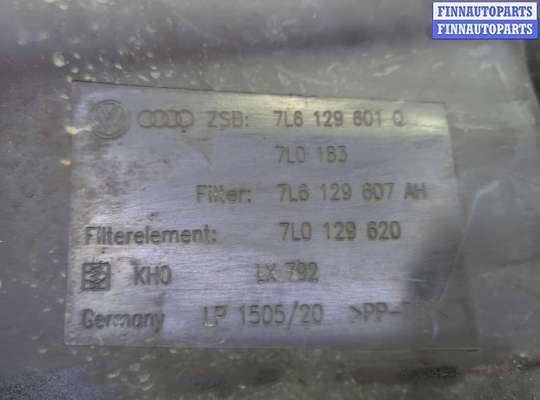 FINNAUTOPARTS
FINNAUTOPARTS
ZSB: 7L6 129 601 Q
7L0 183
Filter: 7L6 129 607 AH
Filterelement: 7L0 129 620
KHO LX 792
Germany LP 1505/20 >PP-